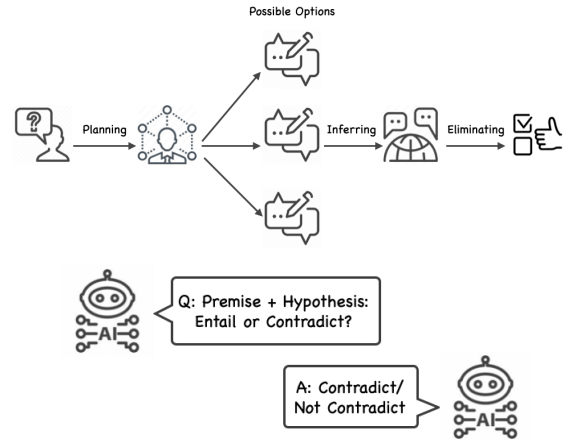 Possible Options
?
Planning
Inferring
Eliminating
Q: Premise + Hypothesis:
Entail or Contradict?
AI
A: Contradict/
Not Contradict
AI